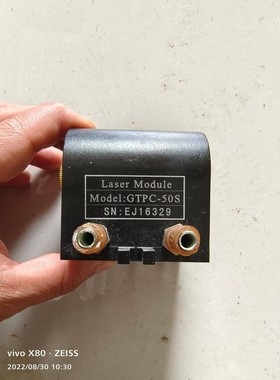 Laser Module
Model:GTPC-50S
SN:EJ16329
vivo X80 · ZEISS
2022/08/30 10:30